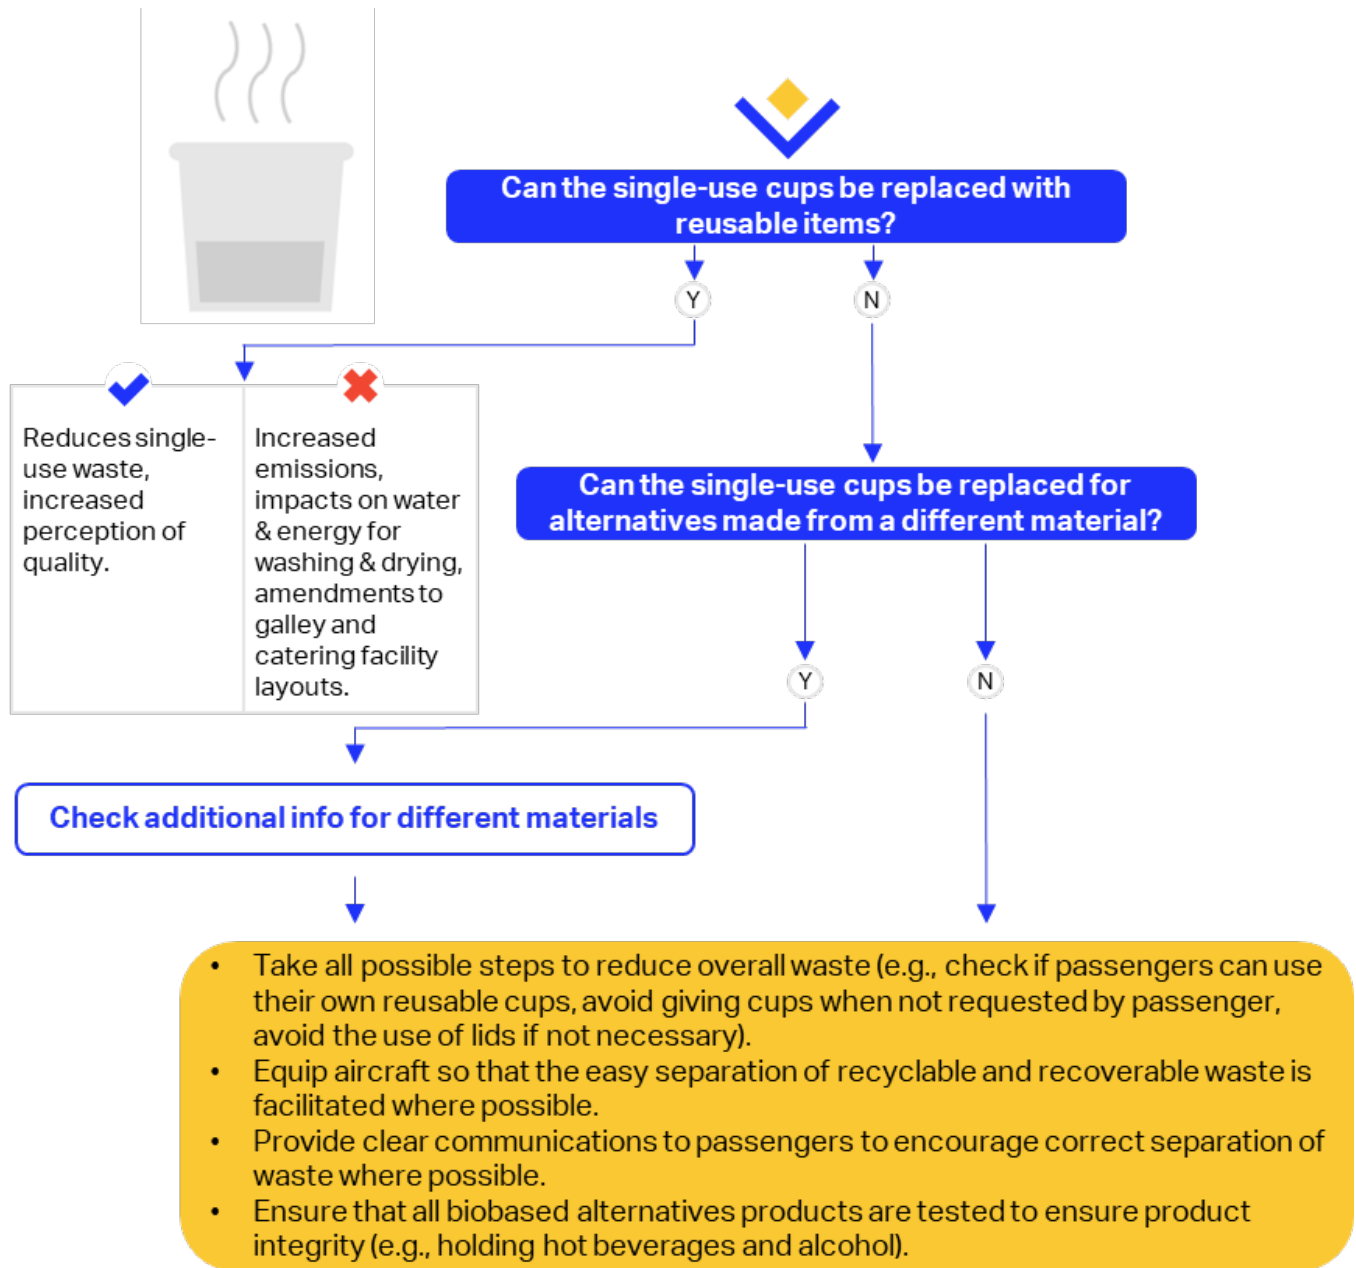 Can the single-use cups be replaced with
reusable items?
Y
N
Reduces single-
use waste,
increased
perception of
quality.
Increased
emissions,
impacts on water
& energy for
washing & drying,
amendments to
galley and
catering facility
layouts.
Can the single-use cups be replaced for
alternatives made from a different material?
Y
N
Check additional info for different materials
• Take all possible steps to reduce overall waste (e.g., check if passengers can use
their own reusable cups, avoid giving cups when not requested by passenger,
avoid the use of lids if not necessary).
• Equip aircraft so that the easy separation of recyclable and recoverable waste is
facilitated where possible.
• Provide clear communications to passengers to encourage correct separation of
waste where possible.
• Ensure that all biobased alternatives products are tested to ensure product
integrity (e.g., holding hot beverages and alcohol).